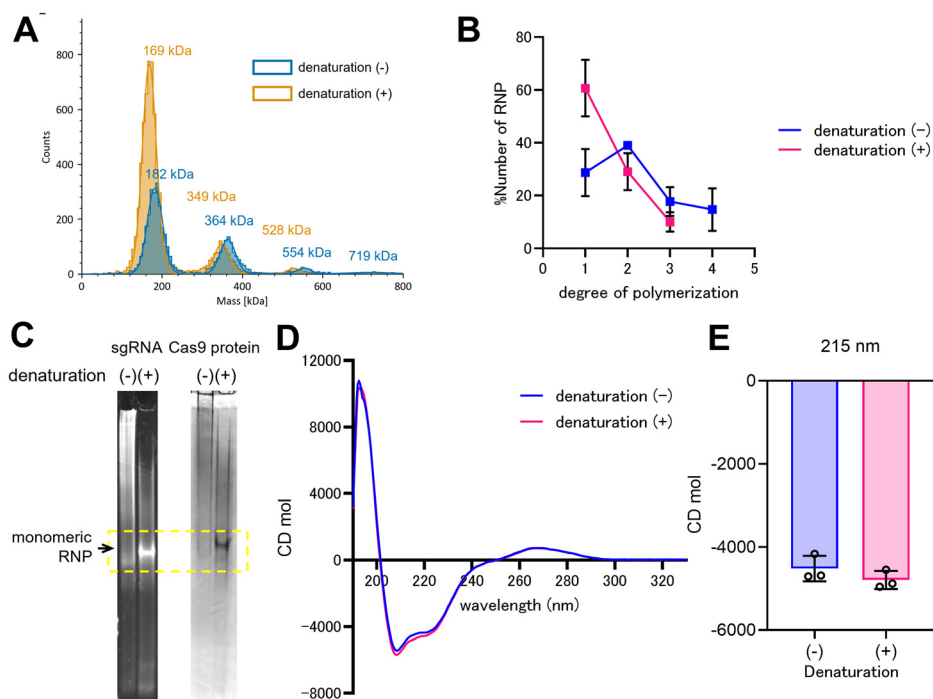 A
169 kDa
182 kDa
349 kDa
364 kDa
528 kDa
554 kDa
719 kDa
denaturation (-)
denaturation (+)
Counts
800
600
400
200
0
0
200
400
600
800
Mass [kDa]
B
%Number of RNP
80
60
40
20
0
0
1
2
3
4
5
degree of polymerization
denaturation (−)
denaturation (+)
C
sgRNA Cas9 protein
denaturation (-) (+) (-) (+)
monomeric
RNP
D
CD mol
12000
8000
4000
0
−4000
−8000
200
220
240
260
280
300
320
wavelength (nm)
denaturation (−)
denaturation (+)
E
215 nm
CD mol
0
-2000
-4000
-6000
(-)
(+)
Denaturation